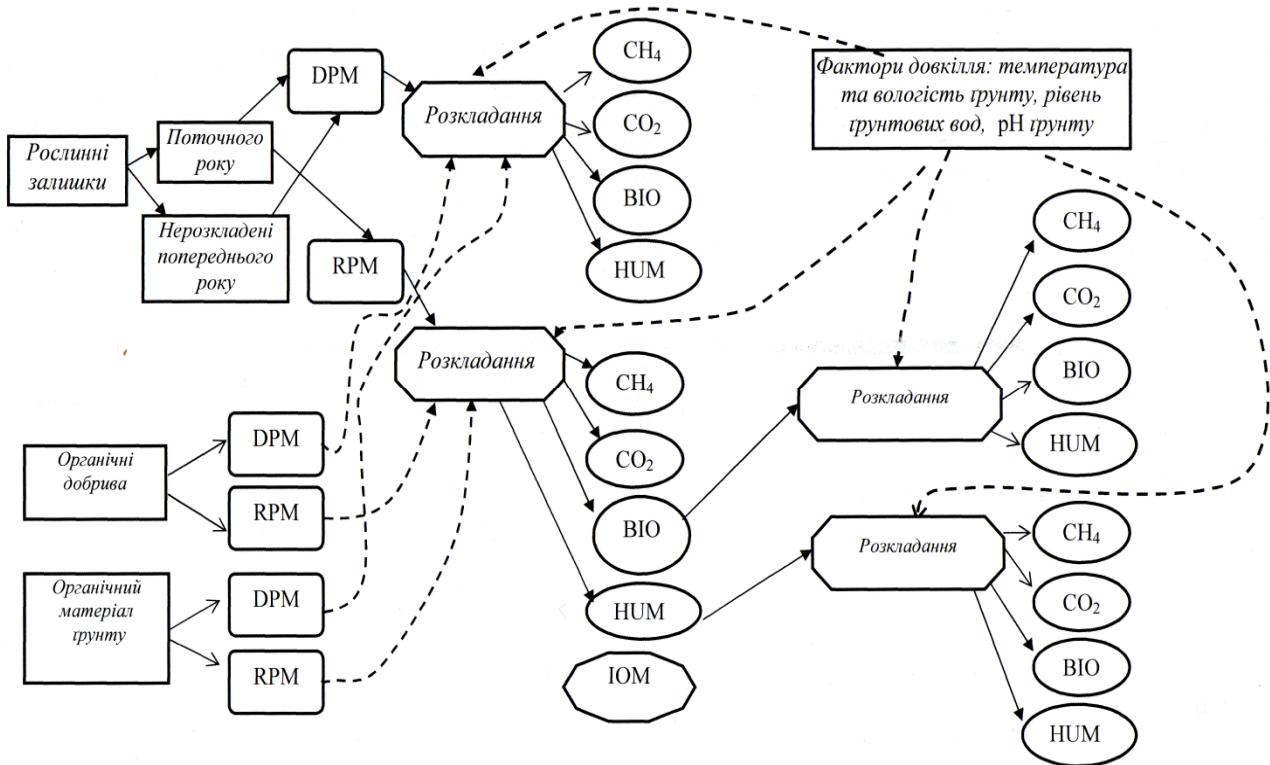 DPM
Розкладання
CH₄
CO₂
BIO
HUM
Фактори довкілля: температура
та вологість ґрунту, рівень
ґрунтових вод, pH ґрунту
Рослинні
залишки
Поточного
року
Нерозкладені
попереднього
року
RPM
Розкладання
CH₄
CO₂
BIO
HUM
IOM
Органічні
добрива
DPM
RPM
Органічний
матеріал
ґрунту
DPM
RPM
Розкладання
CH₄
CO₂
BIO
HUM
Розкладання
CH₄
CO₂
BIO
HUM